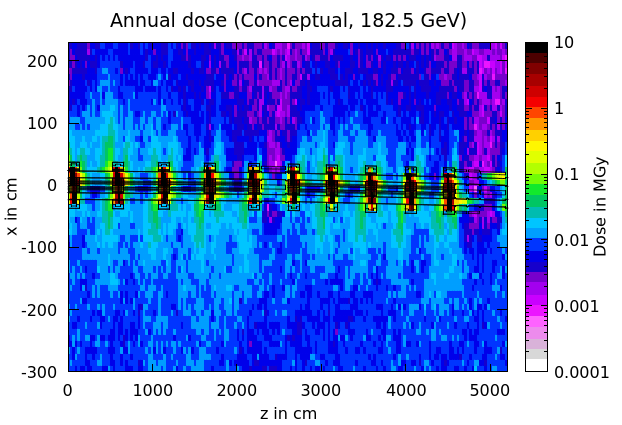 Annual dose (Conceptual, 182.5 GeV)
200
100
0
-100
-200
-300
x in cm
0 1000 2000 3000 4000 5000
z in cm
10
1
0.1
0.01
0.001
0.0001
Dose in MGy